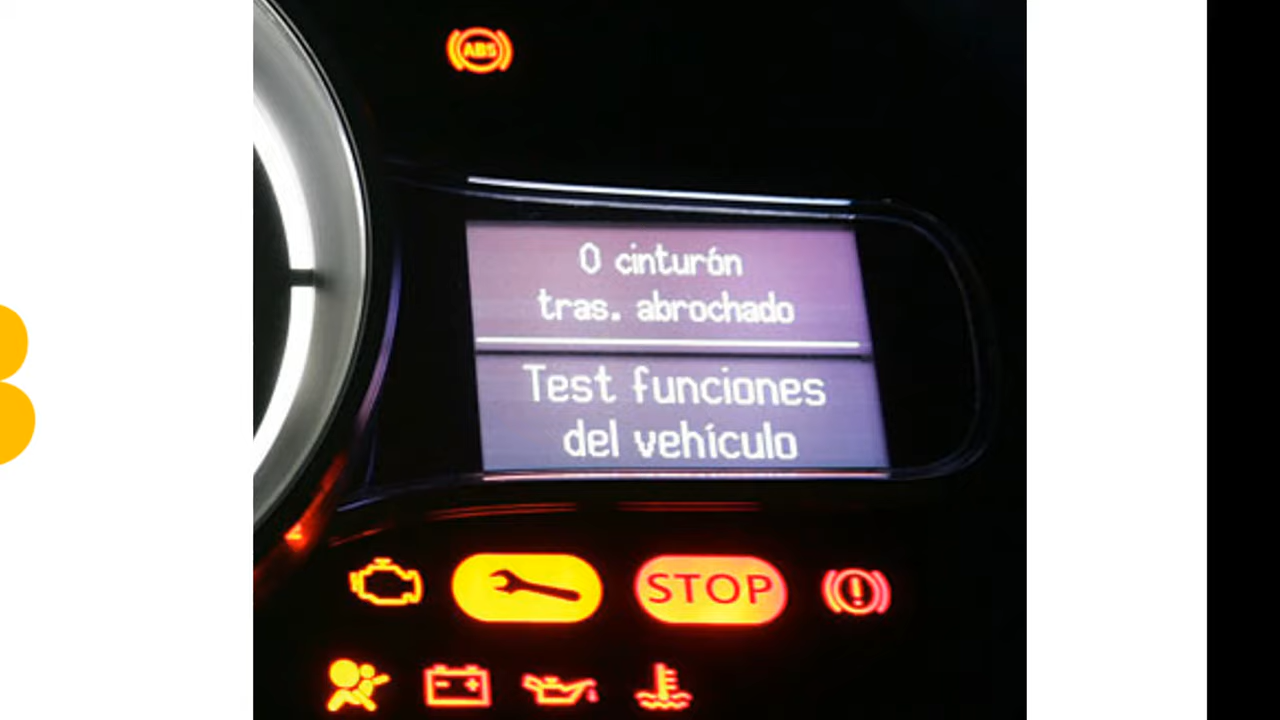 ABS
0 cinturón
tras. abrochado
Test funciones
del vehículo
STOP